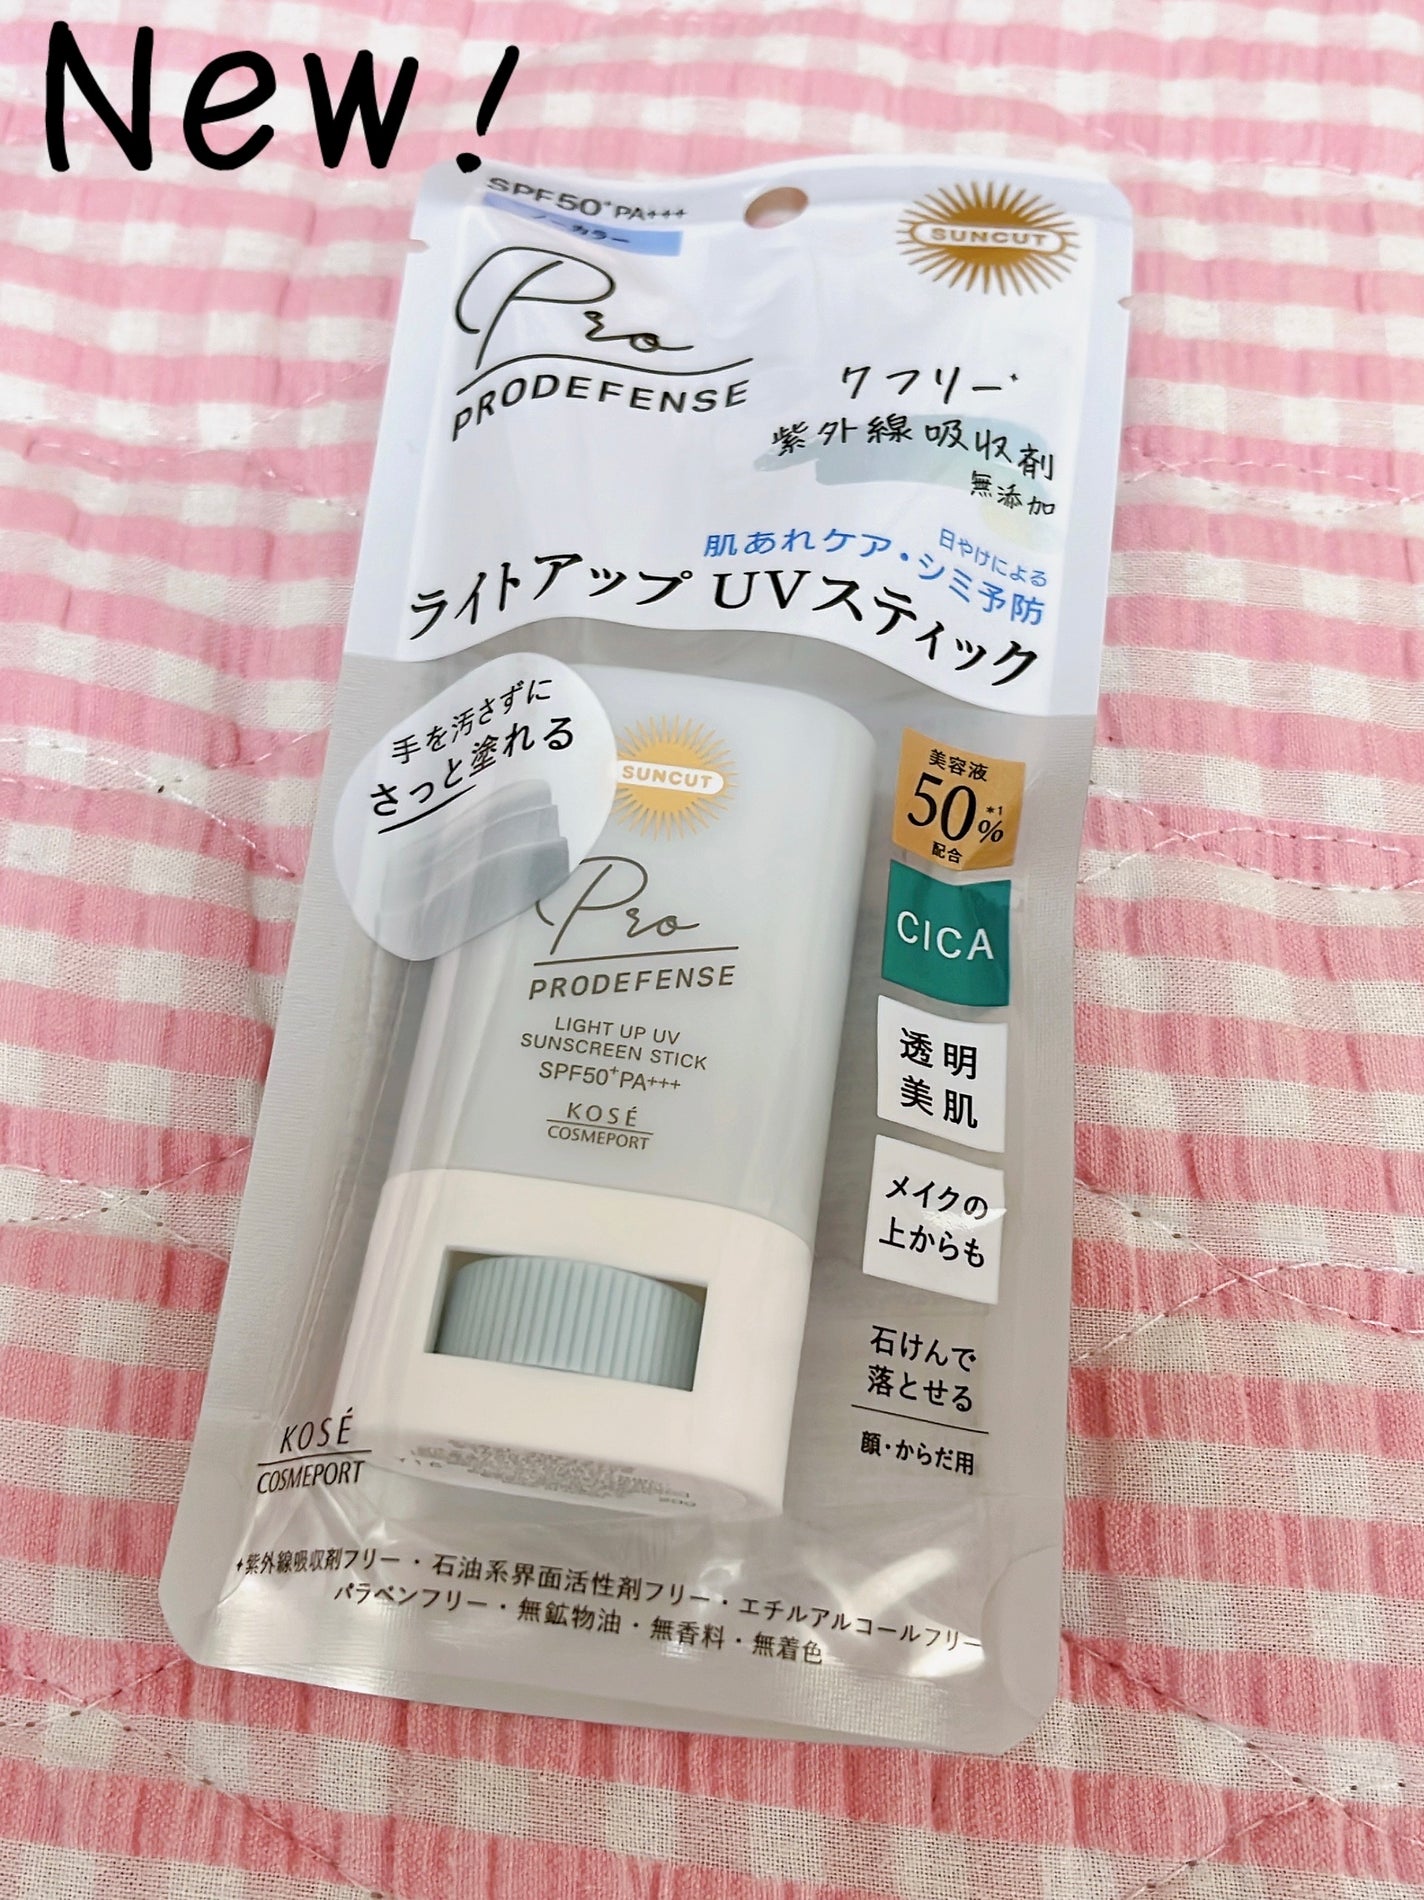 New!
SPF50+PA+++
ノーカラー
SUNCUT
Pro
PRODEFENSE
7フリー✦
紫外線吸収剤
無添加
肌あれケア・日やけによるシミ予防
ライトアップ UVスティック
手を汚さずに
さっと塗れる
SUNCUT
Pro
PRODEFENSE
LIGHT UP UV
SUNSCREEN STICK
SPF50+PA+++
KOSÉ
COSMEPORT
美容液
50%*1
配合
CICA
透明
美肌
メイクの
上からも
石けんで
落とせる
顔・からだ用
KOSÉ
COSMEPORT
✦紫外線吸収剤フリー・石油系界面活性剤フリー・エチルアルコールフリー
パラベンフリー・無鉱物油・無香料・無着色